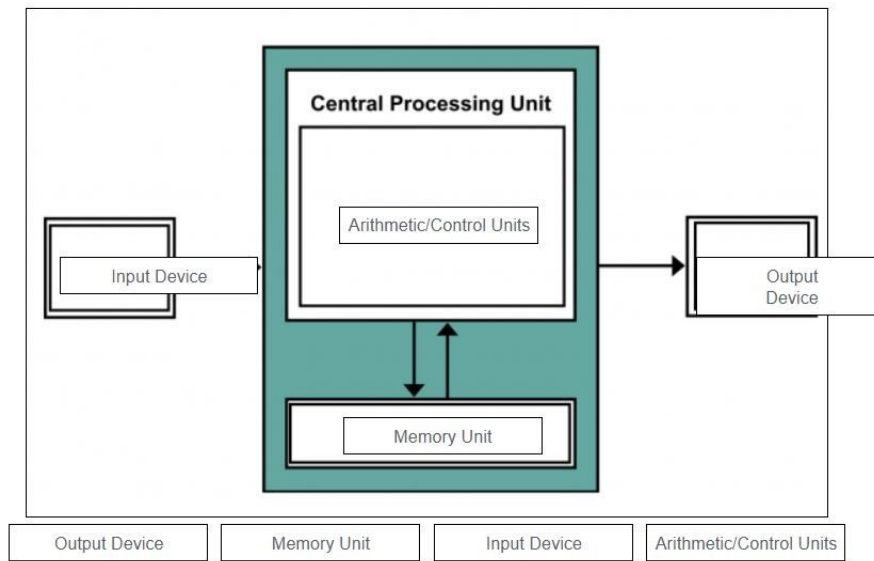 Central Processing Unit
Arithmetic/Control Units
Input Device
Output
Device
Memory Unit
Output Device
Memory Unit
Input Device
Arithmetic/Control Units